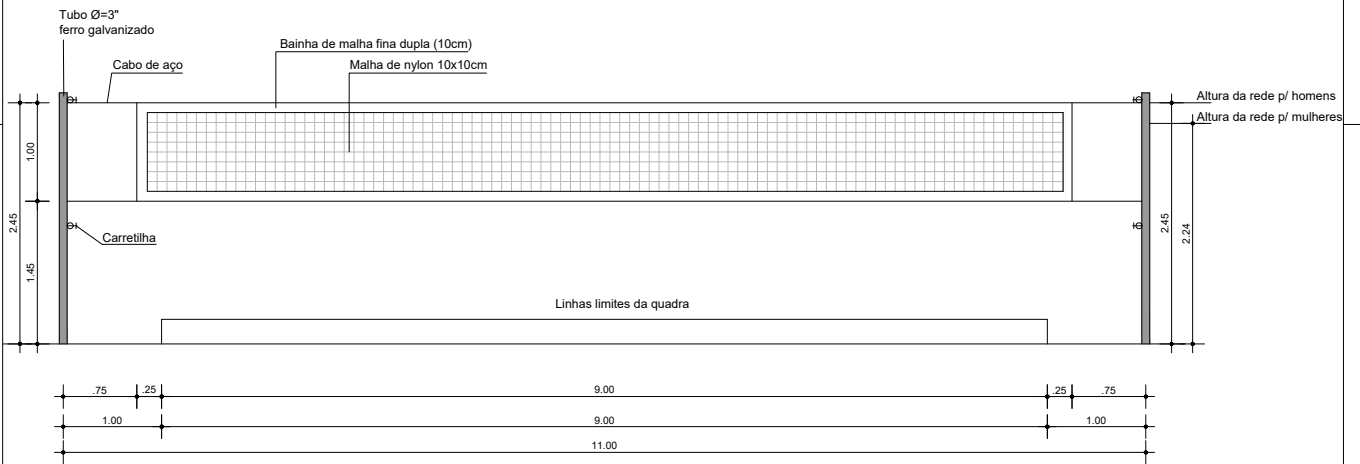 Tubo Ø=3"
ferro galvanizado
Bainha de malha fina dupla (10cm)
Cabo de aço
Malha de nylon 10x10cm
Altura da rede p/ homens
Altura da rede p/ mulheres
1.00
2.45
1.45
2.45
2.24
Carretilha
Linhas limites da quadra
.75
.25
9.00
.25
.75
1.00
9.00
1.00
11.00